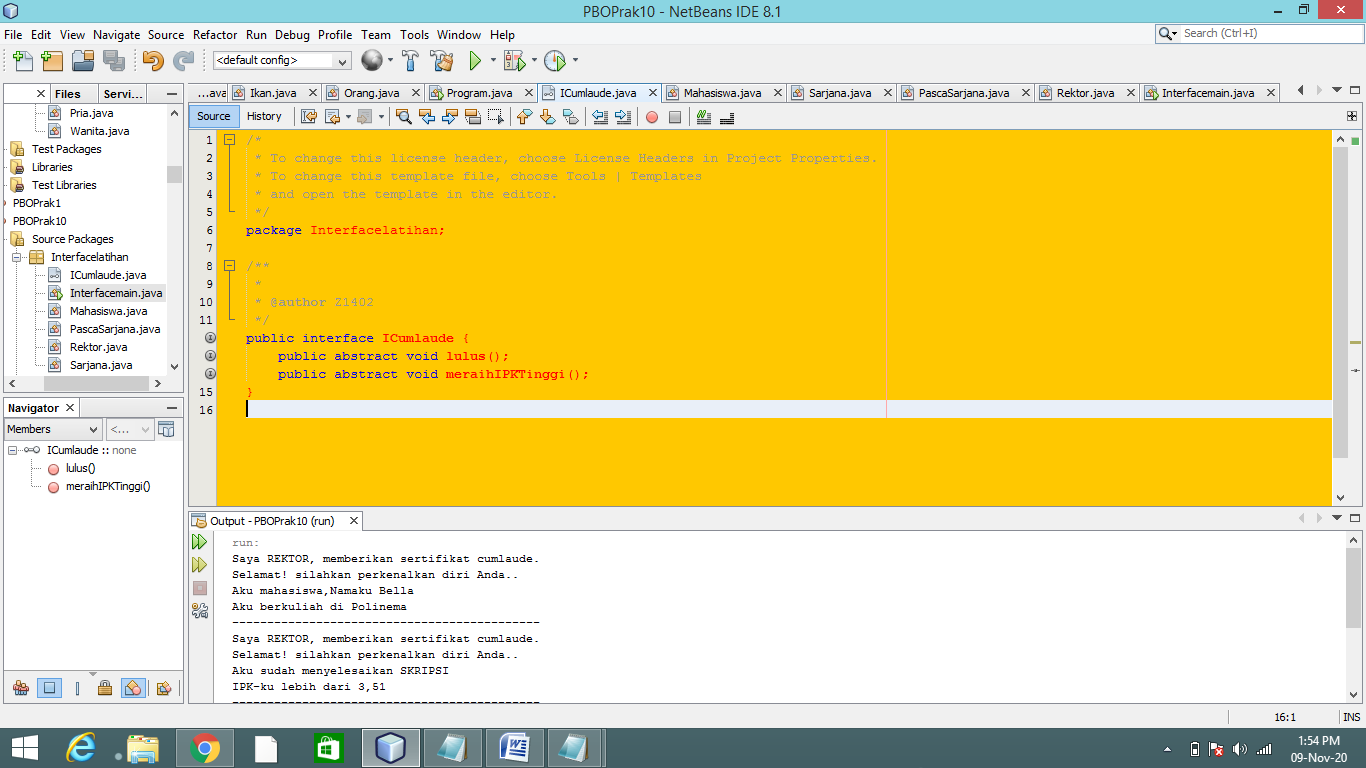 PBOPrak10 - NetBeans IDE 8.1
File Edit View Navigate Source Refactor Run Debug Profile Team Tools Window Help
Search (Ctrl+I)
<default config>
Files Servi...
...ava Ikan.java Orang.java Program.java ICumlaude.java Mahasiswa.java Sarjana.java PascaSarjana.java Rektor.java Interfacemain.java
Pria.java
Wanita.java
Test Packages
Libraries
Test Libraries
PBOPrak1
PBOPrak10
Source Packages
Interfacelatihan
ICumlaude.java
Interfacemain.java
Mahasiswa.java
PascaSarjana.java
Rektor.java
Sarjana.java
Navigator
Members <...
ICumlaude :: none
lulus()
meraihIPKTinggi()
Source History
1 /*
2 * To change this license header, choose License Headers in Project Properties.
3 * To change this template file, choose Tools | Templates
4 * and open the template in the editor.
5 */
6 package Interfacelatihan;
7
8 /**
9 *
10 * @author Z1402
11 */
public interface ICumlaude {
public abstract void lulus();
public abstract void meraihIPKTinggi();
15 }
16
Output - PBOPrak10 (run)
run:
Saya REKTOR, memberikan sertifikat cumlaude.
Selamat! silahkan perkenalkan diri Anda..
Aku mahasiswa,Namaku Bella
Aku berkuliah di Polinema
--------------------------------------------
Saya REKTOR, memberikan sertifikat cumlaude.
Selamat! silahkan perkenalkan diri Anda..
Aku sudah menyelesaikan SKRIPSI
IPK-ku lebih dari 3,51
--------------------------------------------
16:1 INS
1:54 PM
09-Nov-20